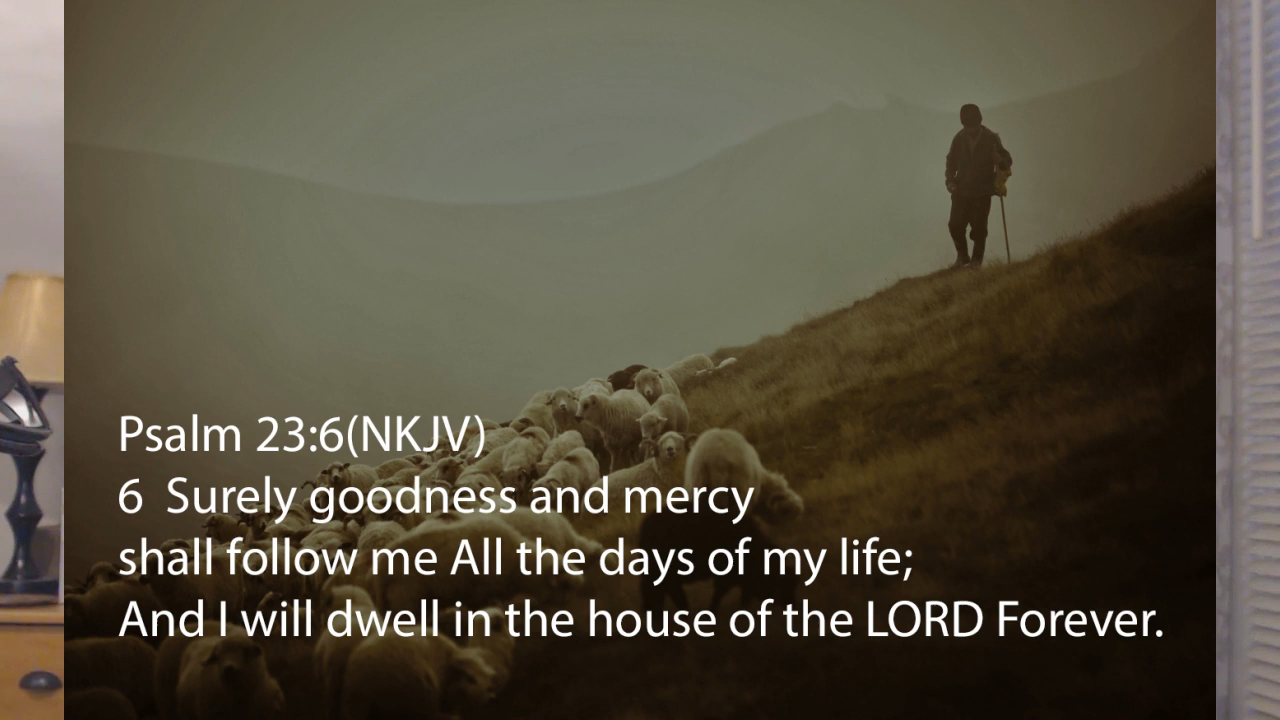 Psalm 23:6(NKJV)
6  Surely goodness and mercy
shall follow me All the days of my life;
And I will dwell in the house of the LORD Forever.